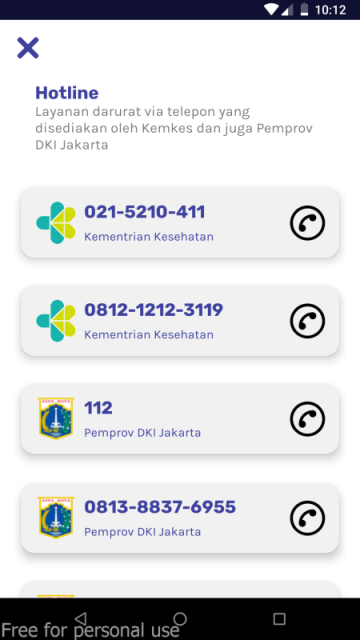 10:12
Hotline
Layanan darurat via telepon yang
disediakan oleh Kemkes dan juga Pemprov
DKI Jakarta
021-5210-411
Kementrian Kesehatan
0812-1212-3119
Kementrian Kesehatan
112
Pemprov DKI Jakarta
0813-8837-6955
Pemprov DKI Jakarta
Free for personal use